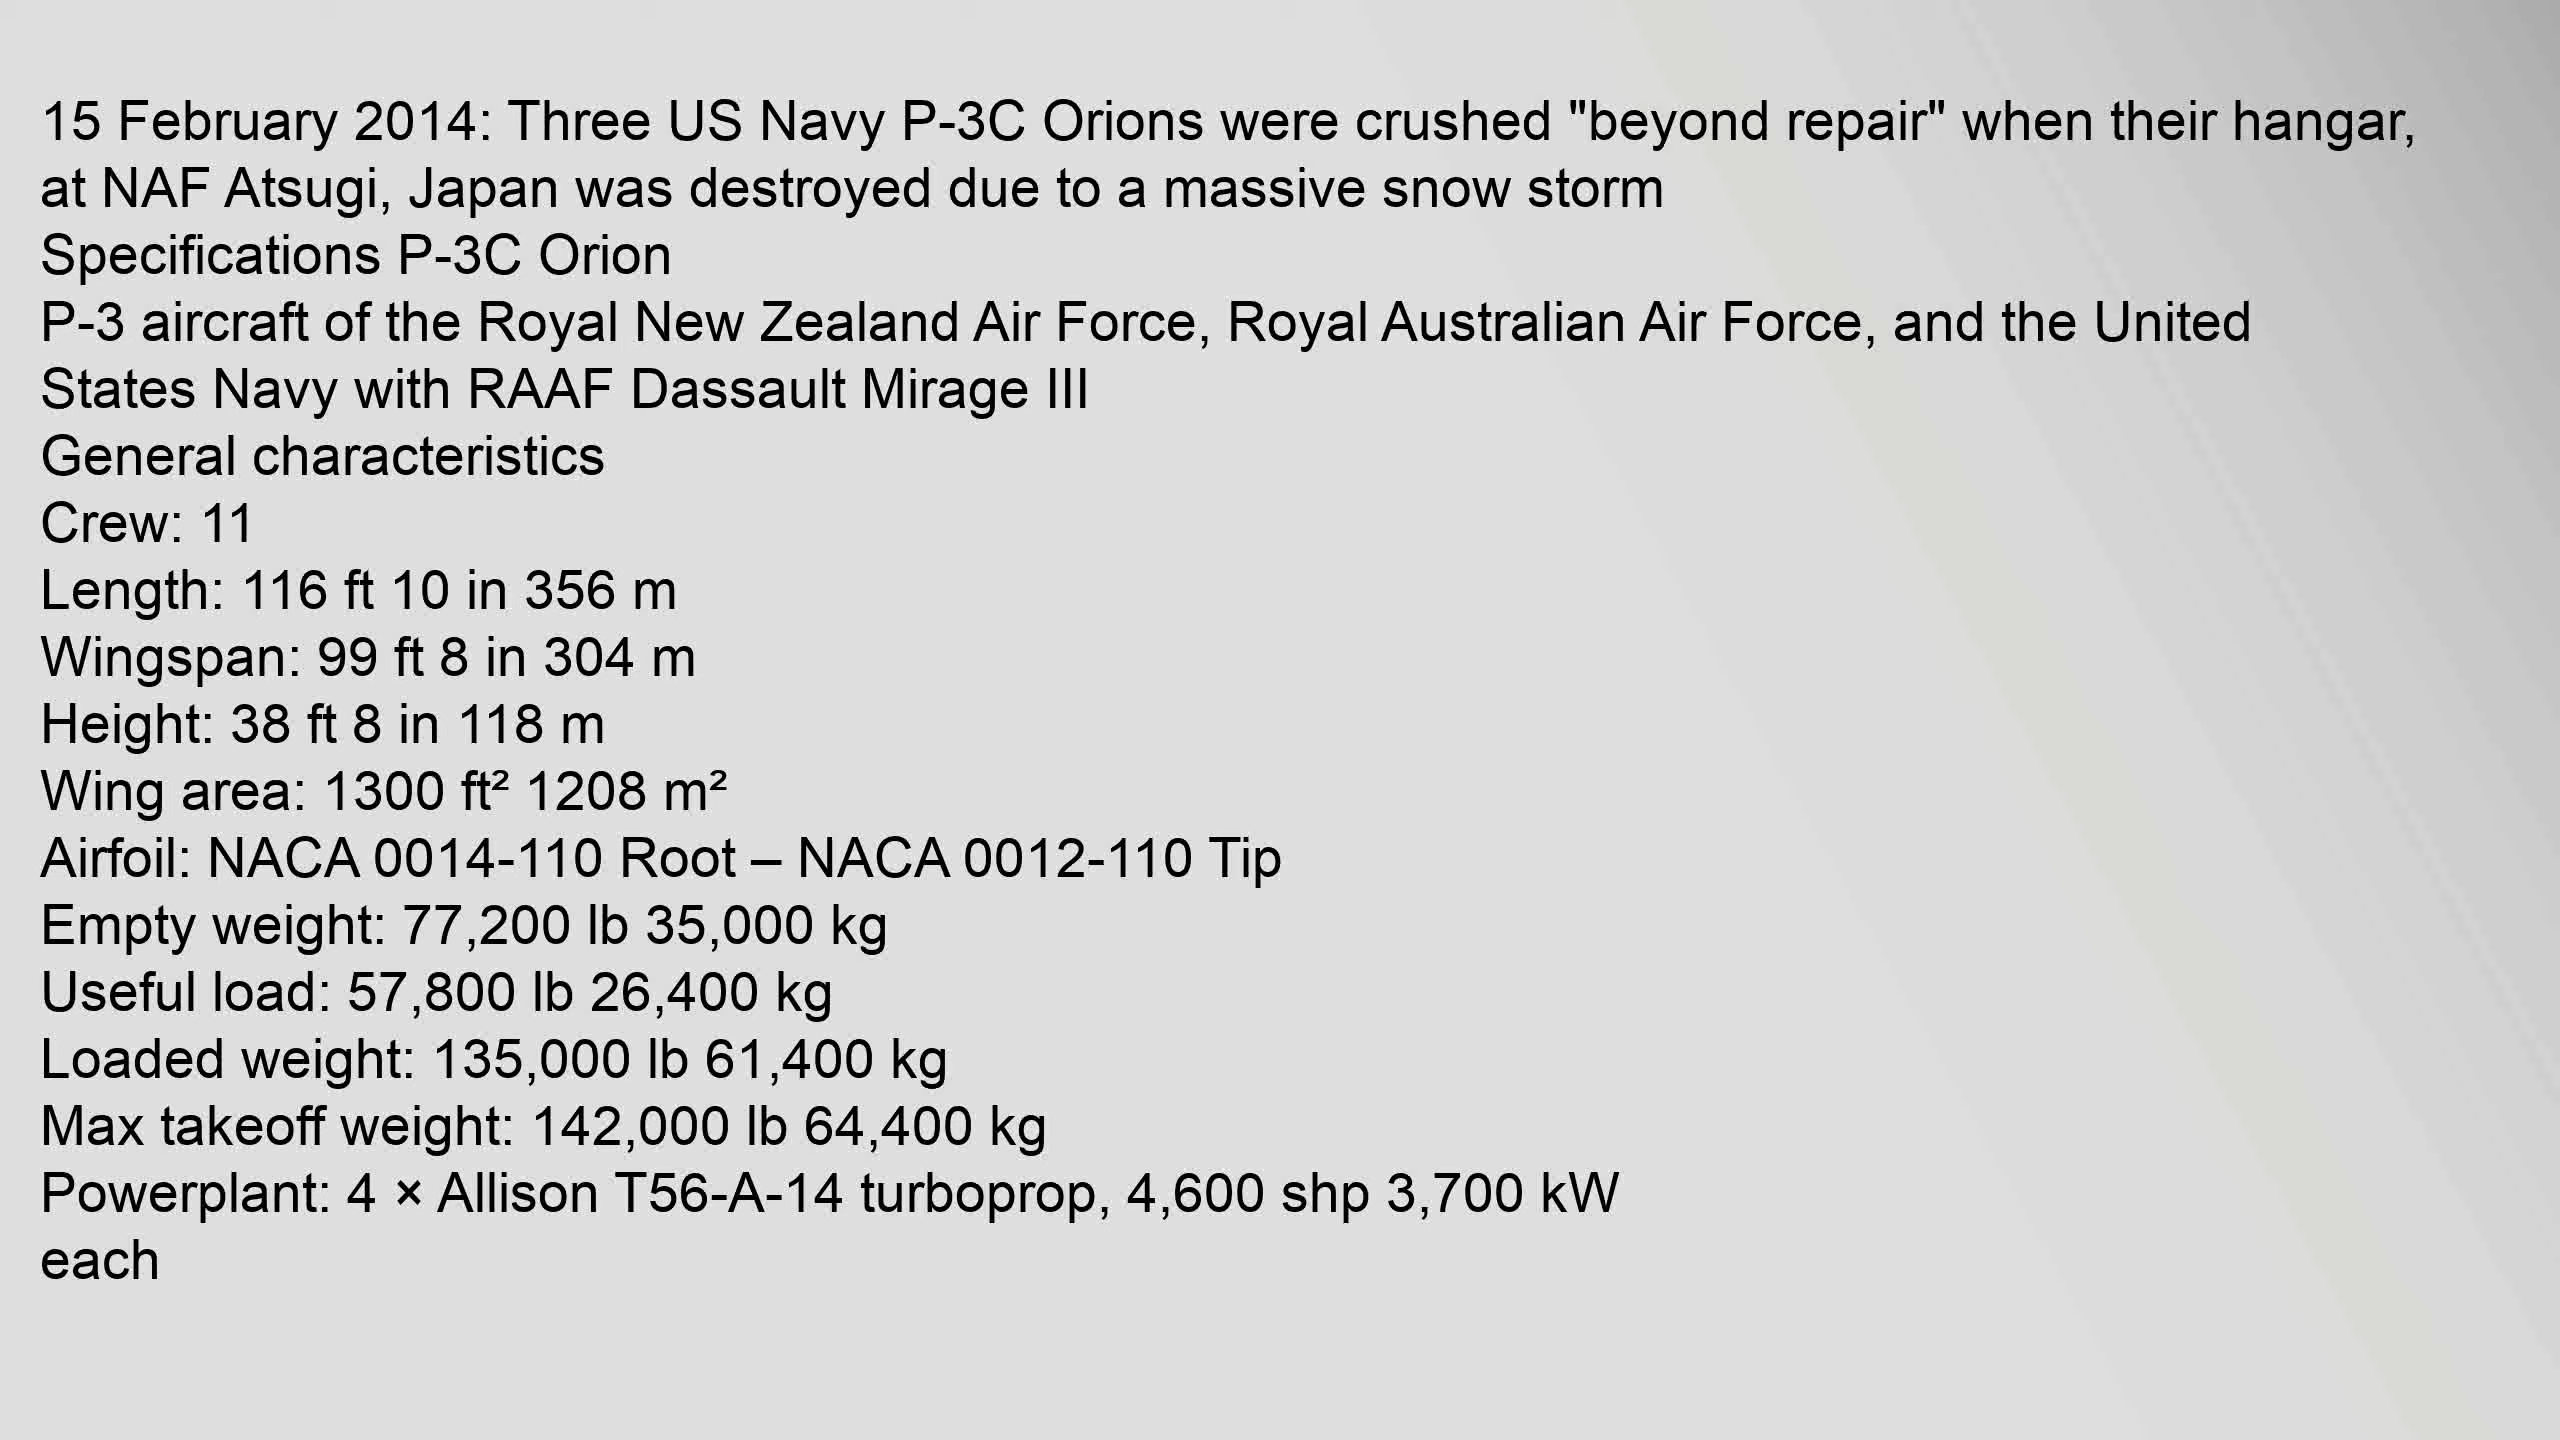 15 February 2014: Three US Navy P-3C Orions were crushed "beyond repair" when their hangar,
at NAF Atsugi, Japan was destroyed due to a massive snow storm
Specifications P-3C Orion
P-3 aircraft of the Royal New Zealand Air Force, Royal Australian Air Force, and the United
States Navy with RAAF Dassault Mirage III
General characteristics
Crew: 11
Length: 116 ft 10 in 356 m
Wingspan: 99 ft 8 in 304 m
Height: 38 ft 8 in 118 m
Wing area: 1300 ft² 1208 m²
Airfoil: NACA 0014-110 Root – NACA 0012-110 Tip
Empty weight: 77,200 lb 35,000 kg
Useful load: 57,800 lb 26,400 kg
Loaded weight: 135,000 lb 61,400 kg
Max takeoff weight: 142,000 lb 64,400 kg
Powerplant: 4 × Allison T56-A-14 turboprop, 4,600 shp 3,700 kW
each